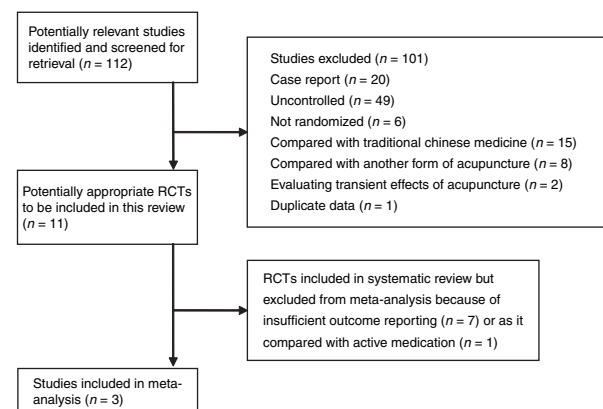 Potentially relevant studies
identified and screened for
retrieval (n = 112)
Studies excluded (n = 101)
Case report (n = 20)
Uncontrolled (n = 49)
Not randomized (n = 6)
Compared with traditional chinese medicine (n = 15)
Compared with another form of acupuncture (n = 8)
Evaluating transient effects of acupuncture (n = 2)
Duplicate data (n = 1)
Potentially appropriate RCTs
to be included in this review
(n = 11)
RCTs included in systematic review but
excluded from meta-analysis because of
insufficient outcome reporting (n = 7) or as it
compared with active medication (n = 1)
Studies included in meta-
analysis (n = 3)